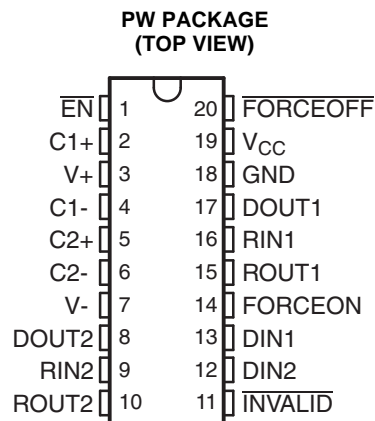 PW PACKAGE
(TOP VIEW)
EN 1 20 FORCEOFF
C1+ 2 19 VCC
V+ 3 18 GND
C1- 4 17 DOUT1
C2+ 5 16 RIN1
C2- 6 15 ROUT1
V- 7 14 FORCEON
DOUT2 8 13 DIN1
RIN2 9 12 DIN2
ROUT2 10 11 INVALID